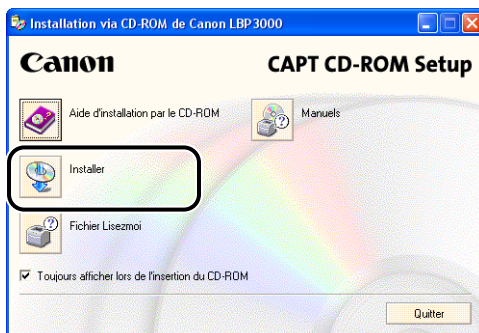 Installation via CD-ROM de Canon LBP3000
Canon
CAPT CD-ROM Setup
Aide d'installation par le CD-ROM
Manuels
Installer
Fichier Lisezmoi
Toujours afficher lors de l'insertion du CD-ROM
Quitter